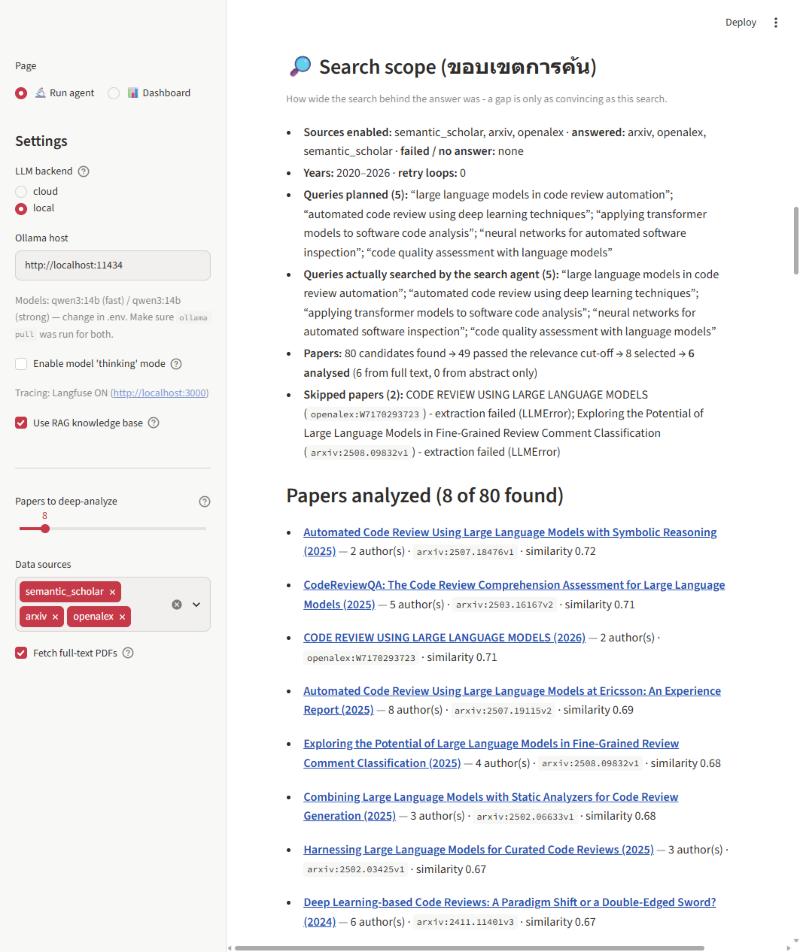 Deploy
Page
Run agent
Dashboard
Settings
LLM backend
cloud
local
Ollama host
http://localhost:11434
Models: qwen3:14b (fast) / qwen3:14b
(strong) — change in .env. Make sure ollama
pull was run for both.
Enable model 'thinking' mode
Tracing: Langfuse ON (http://localhost:3000)
Use RAG knowledge base
Papers to deep-analyze
8
Data sources
semantic_scholar ×
arxiv × openalex ×
Fetch full-text PDFs
Search scope (ขอบเขตการค้น)
How wide the search behind the answer was - a gap is only as convincing as this search.
• Sources enabled: semantic_scholar, arxiv, openalex · answered: arxiv, openalex,
semantic_scholar · failed / no answer: none
• Years: 2020–2026 · retry loops: 0
• Queries planned (5): “large language models in code review automation”;
“automated code review using deep learning techniques”; “applying transformer
models to software code analysis”; “neural networks for automated software
inspection”; “code quality assessment with language models”
• Queries actually searched by the search agent (5): “large language models in code
review automation”; “automated code review using deep learning techniques”;
“applying transformer models to software code analysis”; “neural networks for
automated software inspection”; “code quality assessment with language models”
• Papers: 80 candidates found → 49 passed the relevance cut-off → 8 selected → 6
analysed (6 from full text, 0 from abstract only)
• Skipped papers (2): CODE REVIEW USING LARGE LANGUAGE MODELS
( openalex:W7170293723 ) - extraction failed (LLMError); Exploring the Potential of
Large Language Models in Fine-Grained Review Comment Classification
( arxiv:2508.09832v1 ) - extraction failed (LLMError)
Papers analyzed (8 of 80 found)
• Automated Code Review Using Large Language Models with Symbolic Reasoning
(2025) — 2 author(s) · arxiv:2507.18476v1 · similarity 0.72
• CodeReviewQA: The Code Review Comprehension Assessment for Large Language
Models (2025) — 5 author(s) · arxiv:2503.16167v2 · similarity 0.71
• CODE REVIEW USING LARGE LANGUAGE MODELS (2026) — 2 author(s) ·
openalex:W7170293723 · similarity 0.71
• Automated Code Review Using Large Language Models at Ericsson: An Experience
Report (2025) — 8 author(s) · arxiv:2507.19115v2 · similarity 0.69
• Exploring the Potential of Large Language Models in Fine-Grained Review
Comment Classification (2025) — 4 author(s) · arxiv:2508.09832v1 · similarity 0.68
• Combining Large Language Models with Static Analyzers for Code Review
Generation (2025) — 3 author(s) · arxiv:2502.06633v1 · similarity 0.68
• Harnessing Large Language Models for Curated Code Reviews (2025) — 3 author(s) ·
arxiv:2502.03425v1 · similarity 0.67
• Deep Learning-based Code Reviews: A Paradigm Shift or a Double-Edged Sword?
(2024) — 6 author(s) · arxiv:2411.11401v3 · similarity 0.67